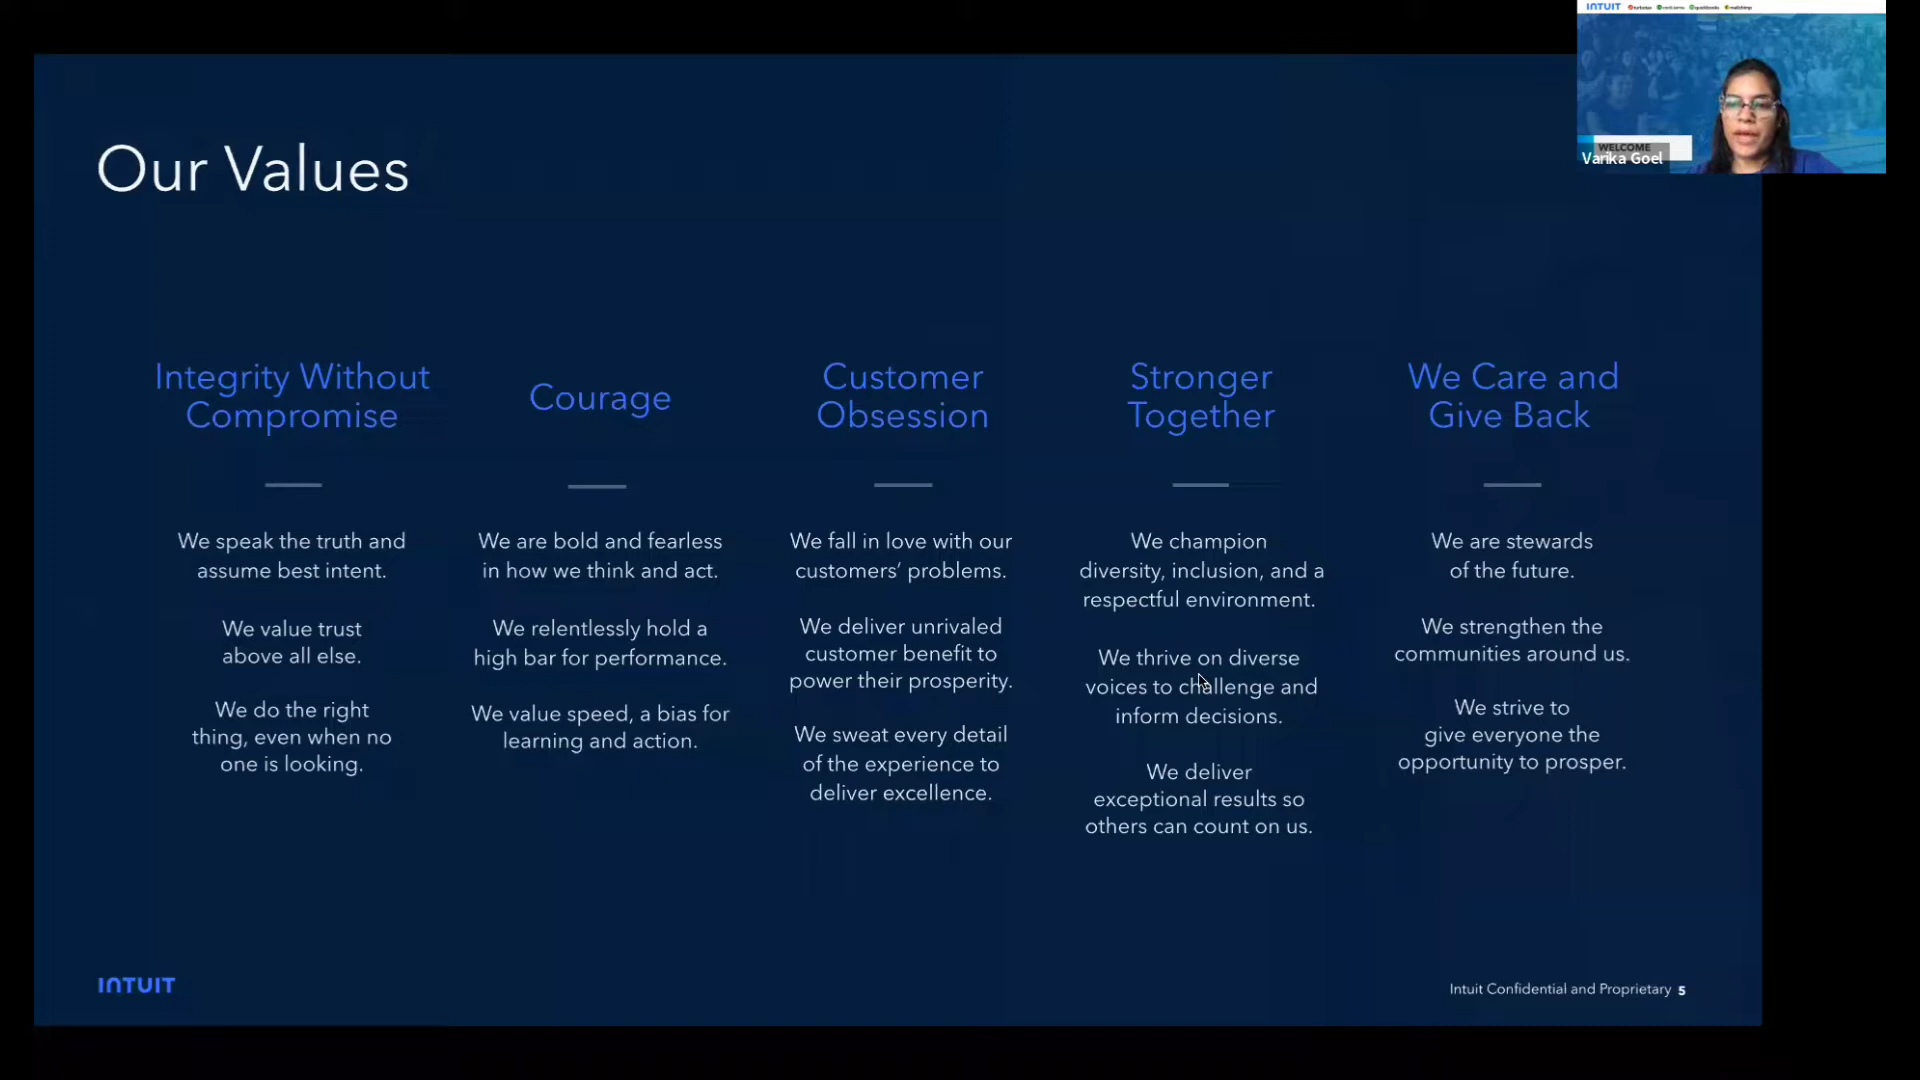 INTUIT turbotax creditkarma quickbooks mailchimp
WELCOME
Varika Goel
Our Values
Integrity Without
Compromise
We speak the truth and
assume best intent.
We value trust
above all else.
We do the right
thing, even when no
one is looking.
Courage
We are bold and fearless
in how we think and act.
We relentlessly hold a
high bar for performance.
We value speed, a bias for
learning and action.
Customer
Obsession
We fall in love with our
customers’ problems.
We deliver unrivaled
customer benefit to
power their prosperity.
We sweat every detail
of the experience to
deliver excellence.
Stronger
Together
We champion
diversity, inclusion, and a
respectful environment.
We thrive on diverse
voices to challenge and
inform decisions.
We deliver
exceptional results so
others can count on us.
We Care and
Give Back
We are stewards
of the future.
We strengthen the
communities around us.
We strive to
give everyone the
opportunity to prosper.
INTUIT
Intuit Confidential and Proprietary 5